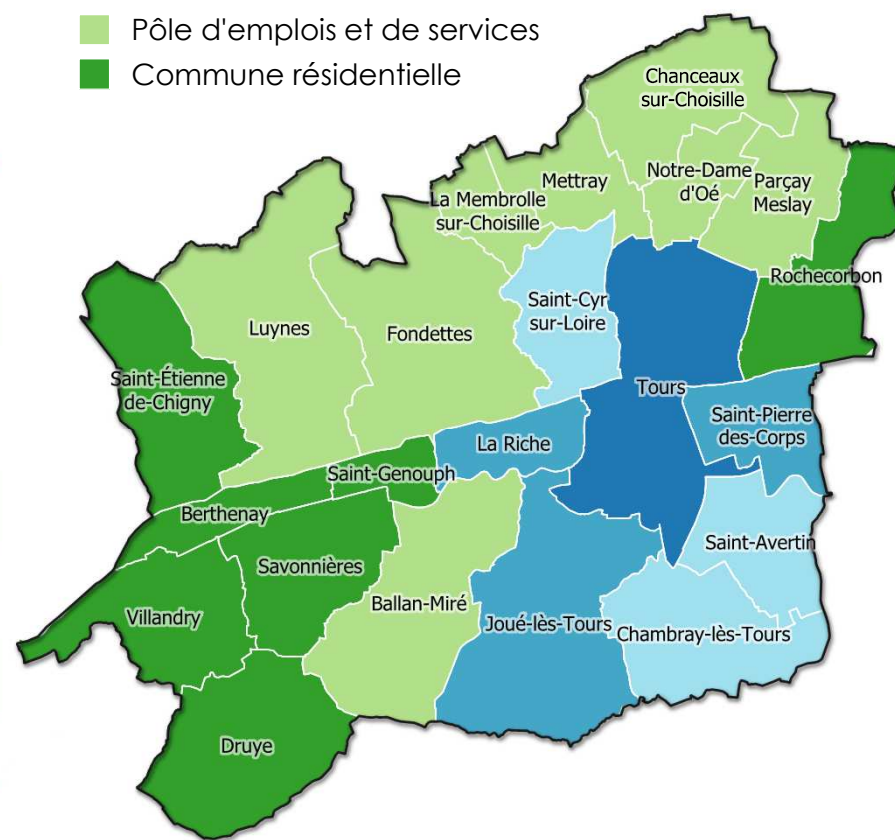 Pôle d'emplois et de services
Commune résidentielle
Chanceaux
sur-Choisille
Notre-Dame
d'Oé
Parçay
Meslay
Mettray
La Membrolle
sur-Choisille
Rochecorbon
Saint-Cyr
sur-Loire
Luynes
Fondettes
Saint-Étienne
de-Chigny
Tours
Saint-Pierre
des-Corps
La Riche
Saint-Genouph
Berthenay
Saint-Avertin
Savonnières
Ballan-Miré
Villandry
Joué-lès-Tours
Chambray-lès-Tours
Druye